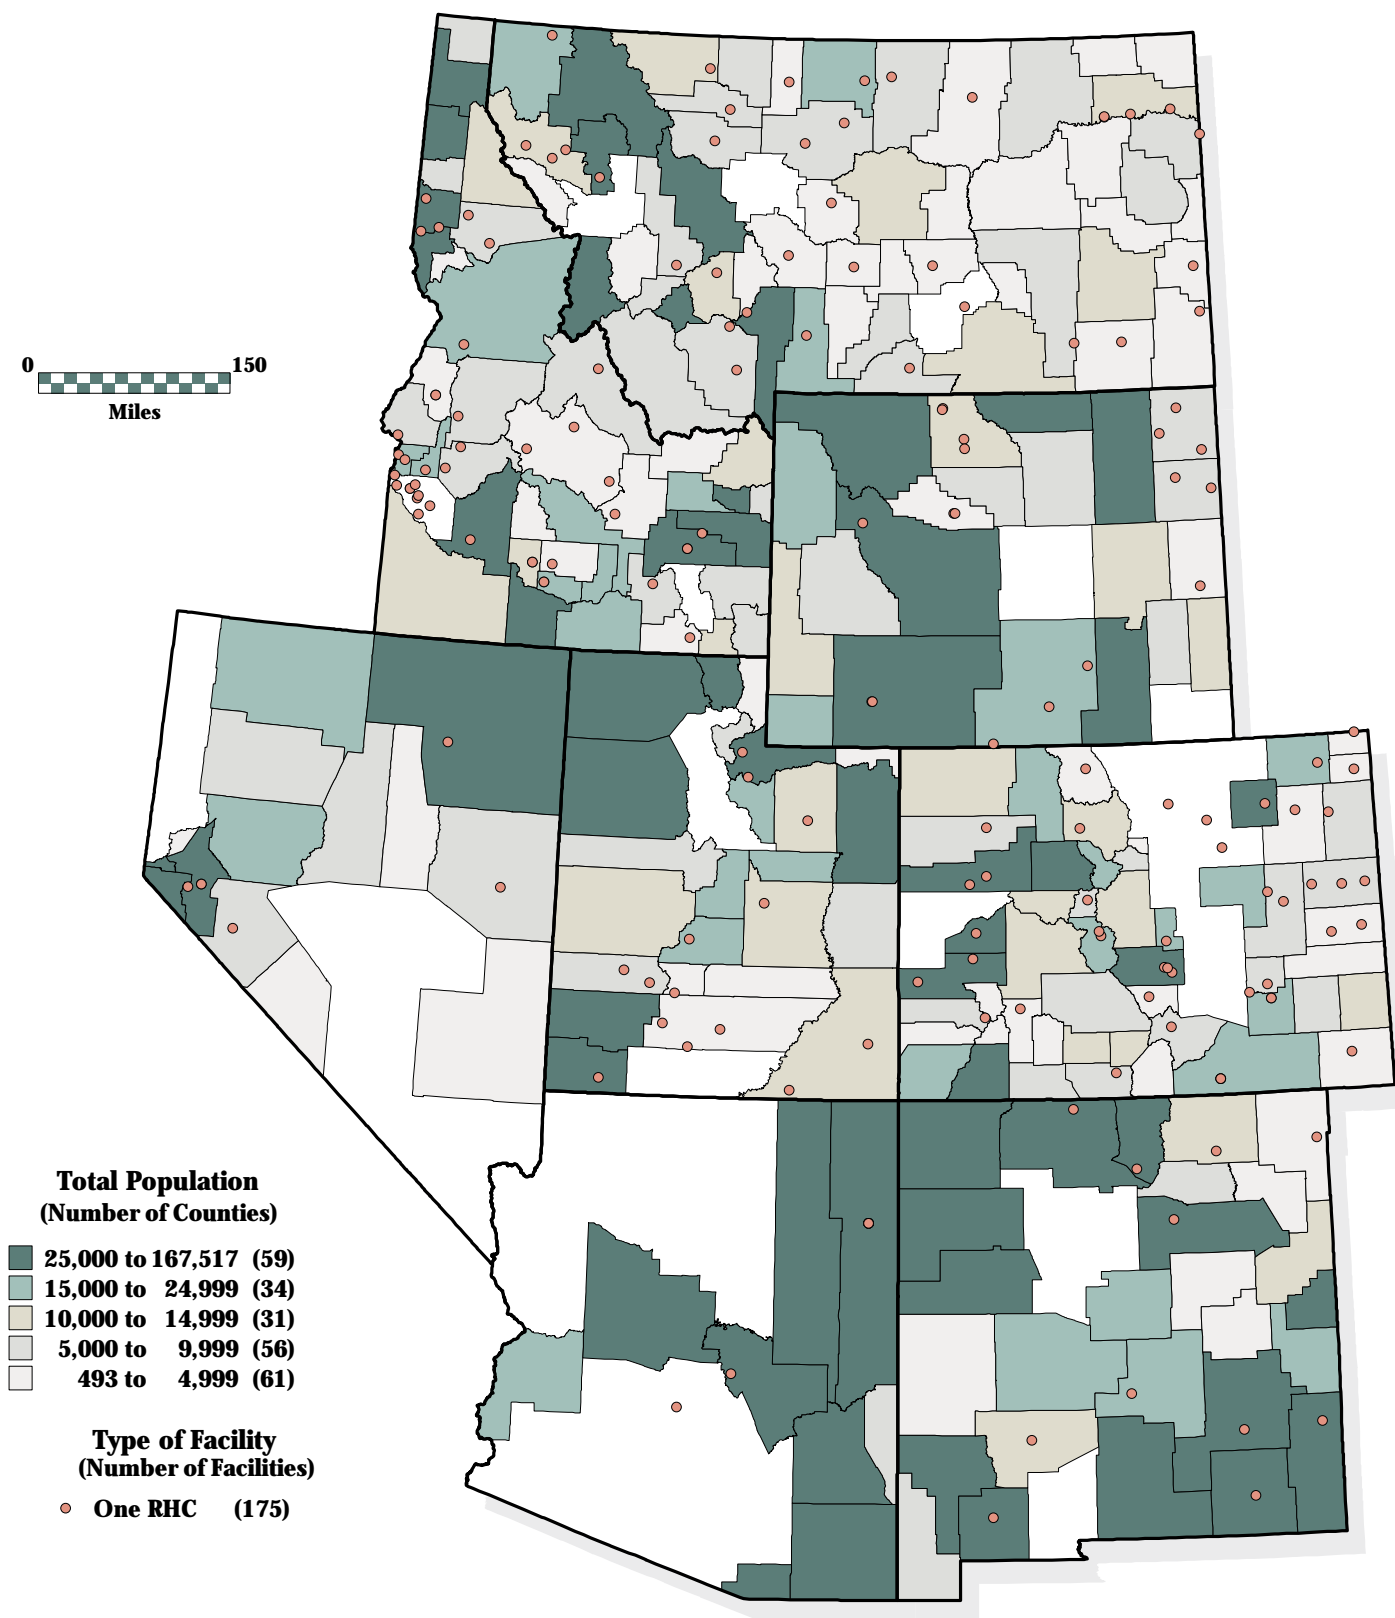 0 150
Miles
Total Population
(Number of Counties)
25,000 to 167,517 (59)
15,000 to 24,999 (34)
10,000 to 14,999 (31)
5,000 to 9,999 (56)
493 to 4,999 (61)
Type of Facility
(Number of Facilities)
One RHC (175)